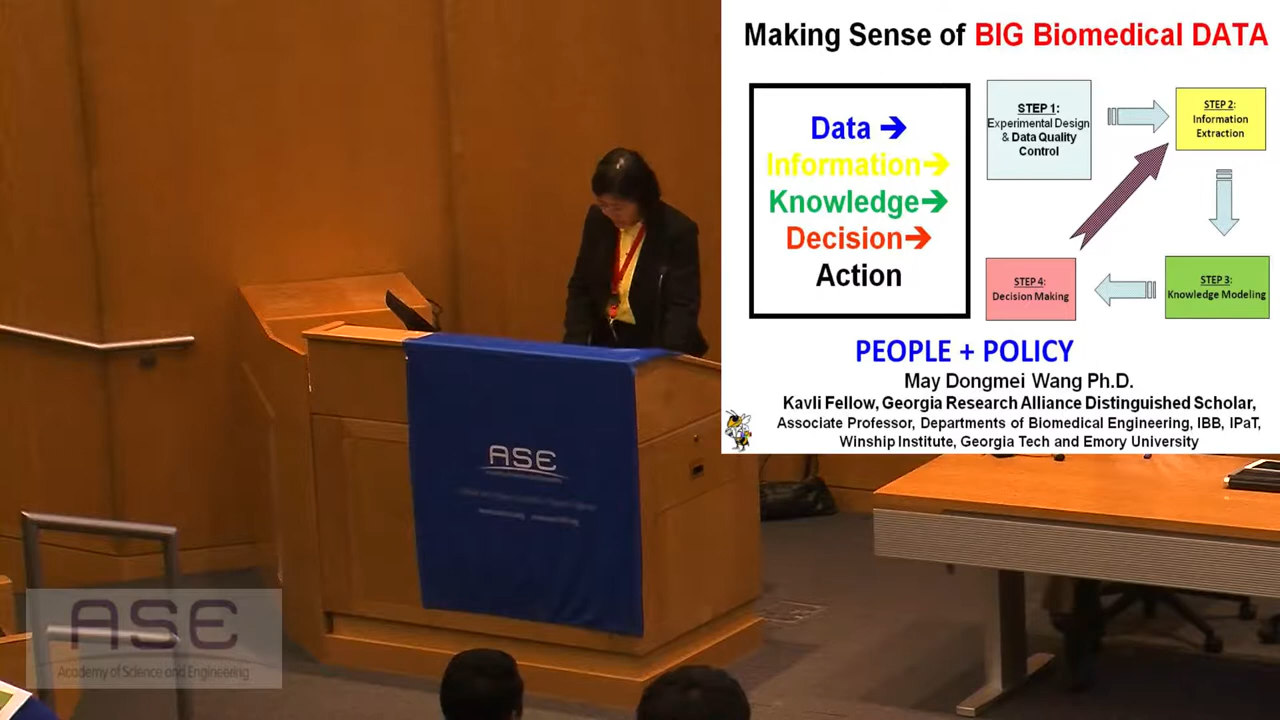 Making Sense of BIG Biomedical DATA
Data ➔
Information➔
Knowledge➔
Decision➔
Action
STEP 1:
Experimental Design
& Data Quality
Control
STEP 2:
Information
Extraction
STEP 4:
Decision Making
STEP 3:
Knowledge Modeling
PEOPLE + POLICY
May Dongmei Wang Ph.D.
Kavli Fellow, Georgia Research Alliance Distinguished Scholar,
Associate Professor, Departments of Biomedical Engineering, IBB, IPaT,
Winship Institute, Georgia Tech and Emory University
ASE
ASE
Academy of Science and Engineering